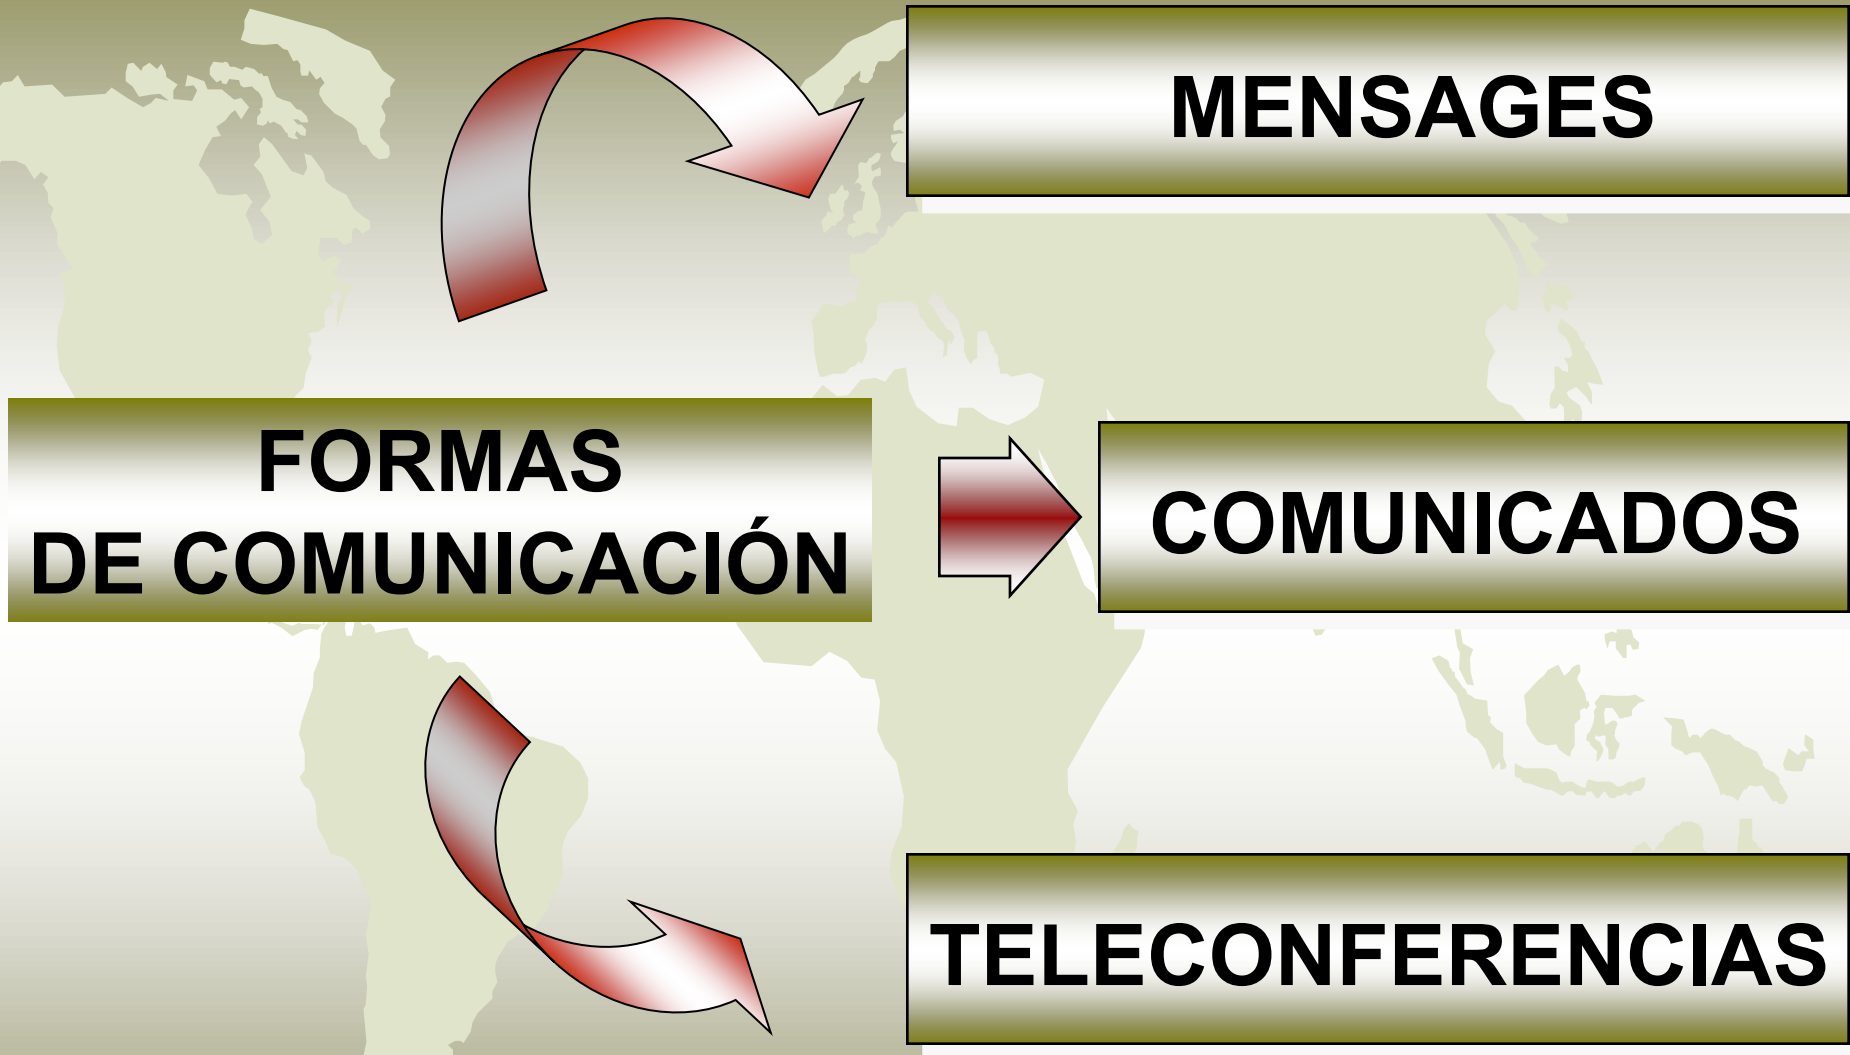 MENSAGES
FORMAS
DE COMUNICACIÓN
COMUNICADOS
TELECONFERENCIAS